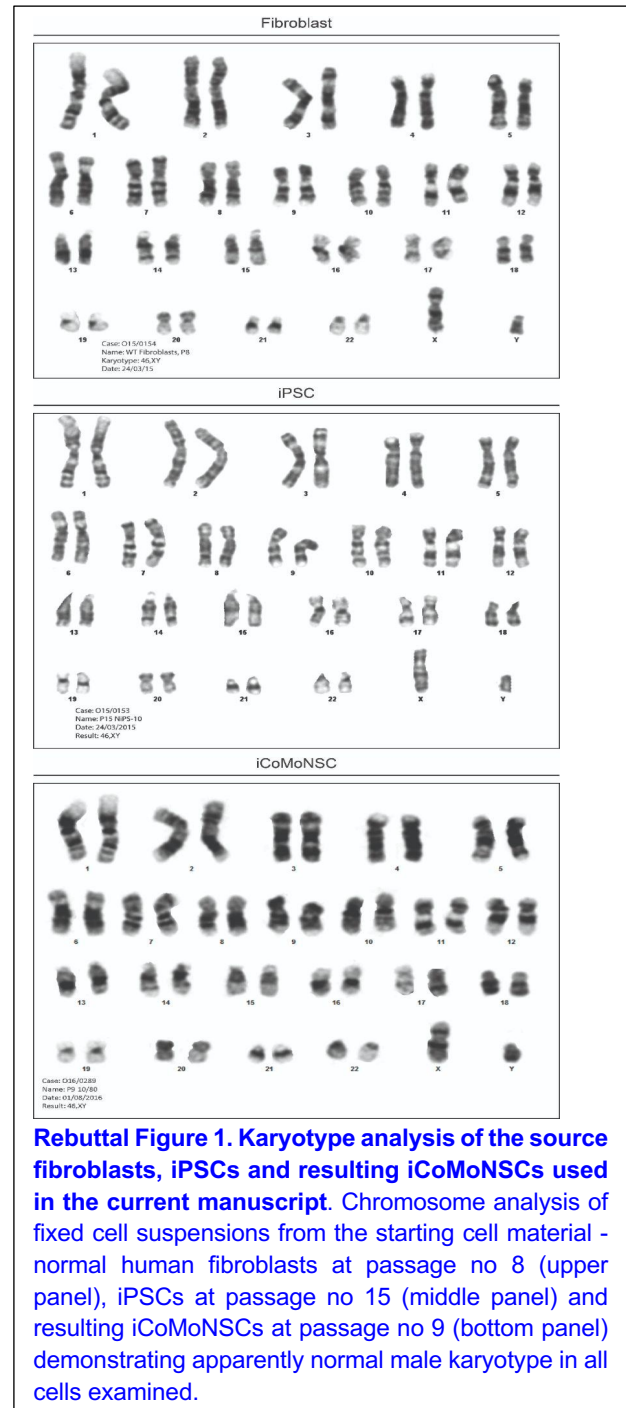 Fibroblast
1 2 3 4 5
6 7 8 9 10 11 12
13 14 15 16 17 18
19 20 21 22 X Y
Case: O15/0154
Name: WT Fibroblasts, P8
Karyotype: 46,XY
Date: 24/03/15
iPSC
1 2 3 4 5
6 7 8 9 10 11 12
13 14 15 16 17 18
19 20 21 22 X Y
Case: O15/0153
Name: P15 NiPS-10
Date: 24/03/2015
Result: 46,XY
iCoMoNSC
1 2 3 4 5
6 7 8 9 10 11 12
13 14 15 16 17 18
19 20 21 22 X Y
Case: O16/0289
Name: P9 10/80
Date: 01/08/2016
Result: 46,XY
Rebuttal Figure 1. Karyotype analysis of the source
fibroblasts, iPSCs and resulting iCoMoNSCs used
in the current manuscript. Chromosome analysis of
fixed cell suspensions from the starting cell material -
normal human fibroblasts at passage no 8 (upper
panel), iPSCs at passage no 15 (middle panel) and
resulting iCoMoNSCs at passage no 9 (bottom panel)
demonstrating apparently normal male karyotype in all
cells examined.